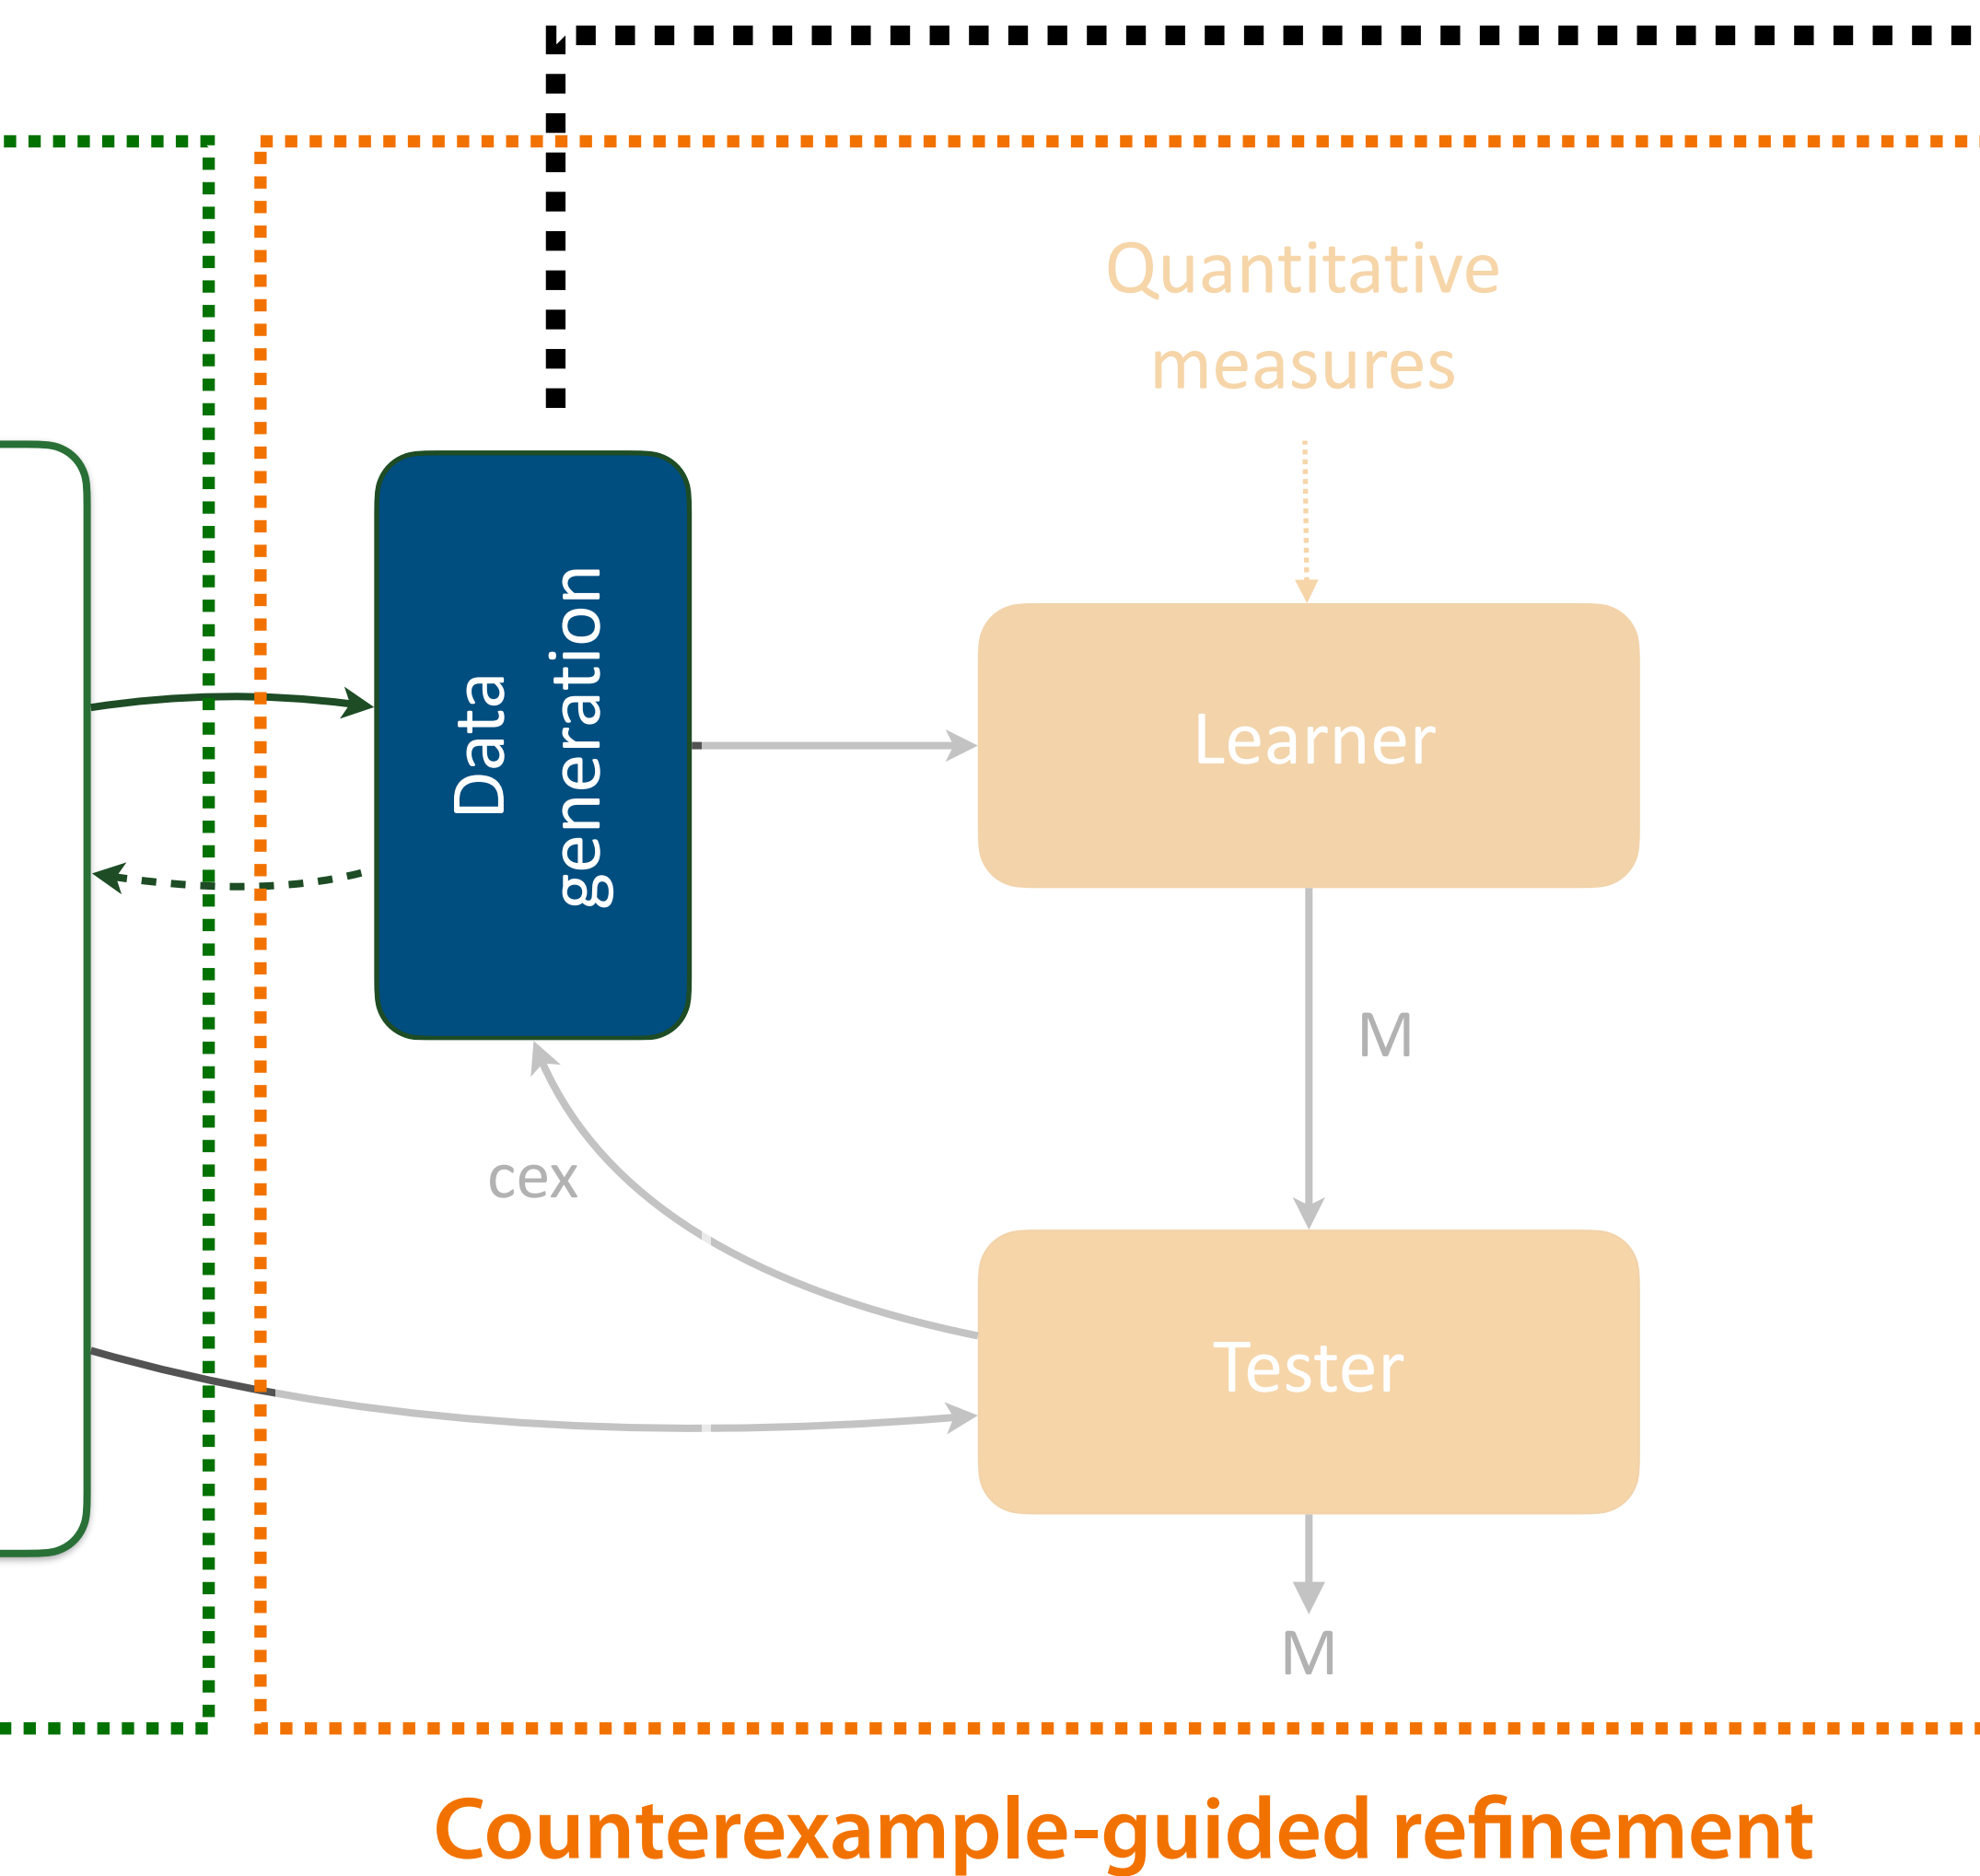 Quantitative
measures
Data
generation
Learner
M
cex
Tester
M
Counterexample-guided refinement